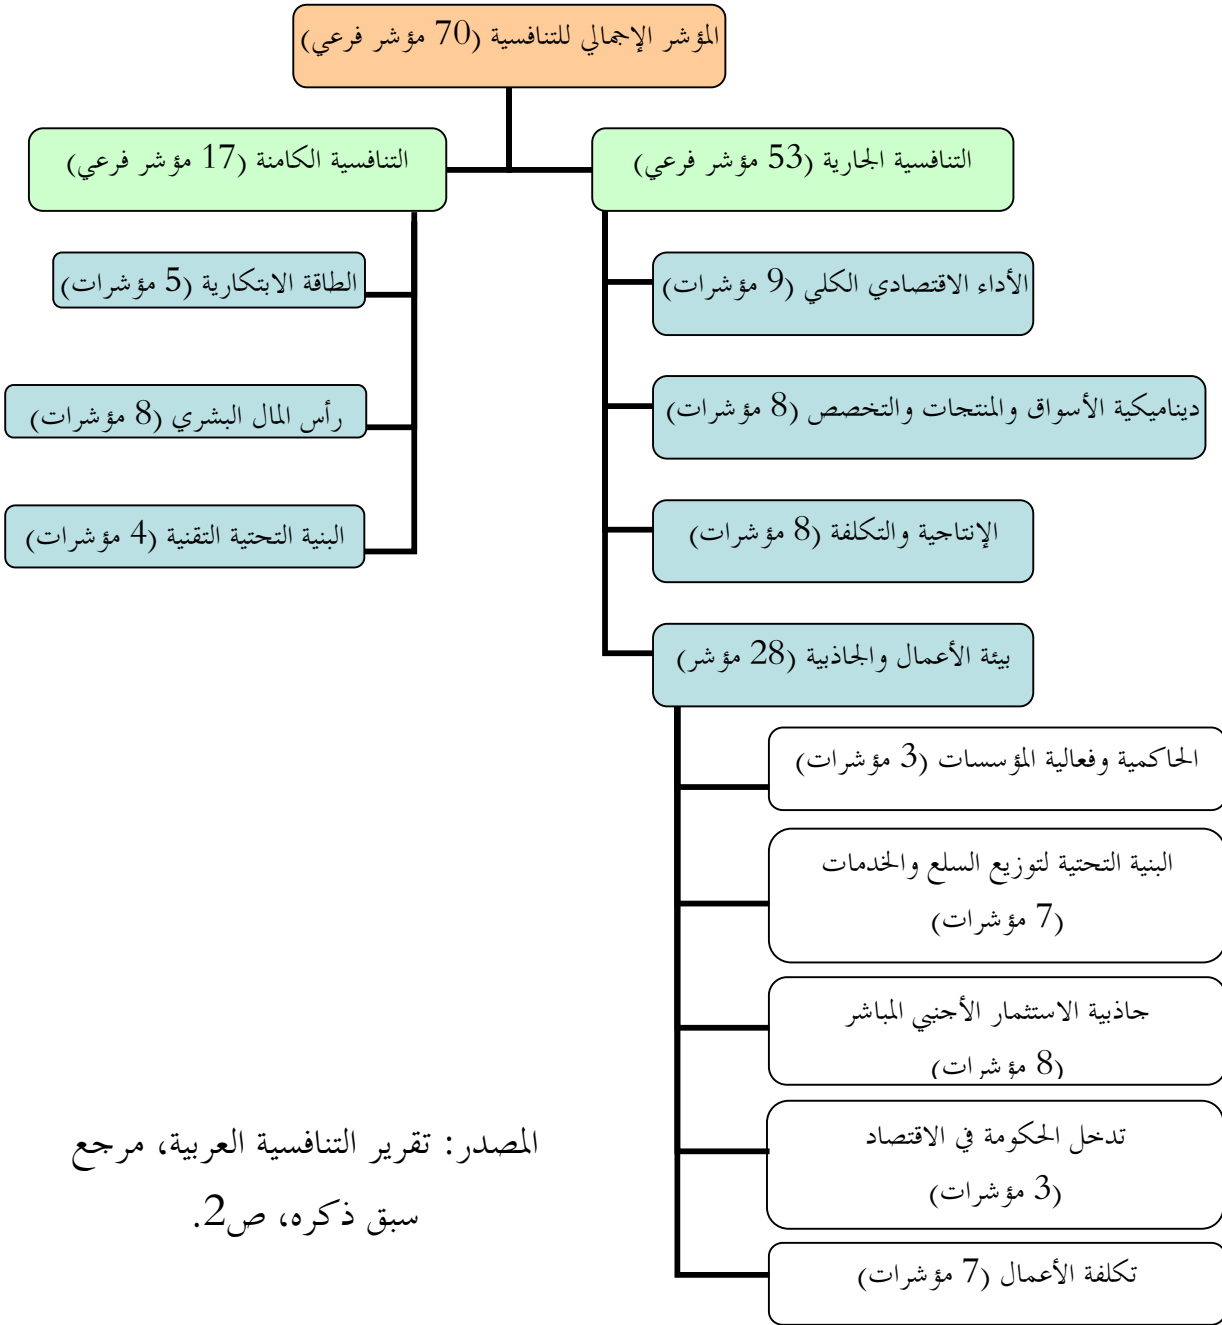 المؤشر الإجمالي للتنافسية (70 مؤشر فرعي)
التنافسية الجارية (53 مؤشر فرعي)
التنافسية الكامنة (17 مؤشر فرعي)
الأداء الاقتصادي الكلي (9 مؤشرات)
الطاقة الابتكارية (5 مؤشرات)
ديناميكية الأسواق والمنتجات والتخصص (8 مؤشرات)
رأس المال البشري (8 مؤشرات)
الإنتاجية والتكلفة (8 مؤشرات)
البنية التحتية التقنية (4 مؤشرات)
بيئة الأعمال والجاذبية (28 مؤشر)
الحاكمية وفعالية المؤسسات (3 مؤشرات)
البنية التحتية لتوزيع السلع والخدمات
(7 مؤشرات)
جاذبية الاستثمار الأجنبي المباشر
(8 مؤشرات)
تدخل الحكومة في الاقتصاد
(3 مؤشرات)
تكلفة الأعمال (7 مؤشرات)
المصدر: تقرير التنافسية العربية، مرجع
سبق ذكره، ص2.